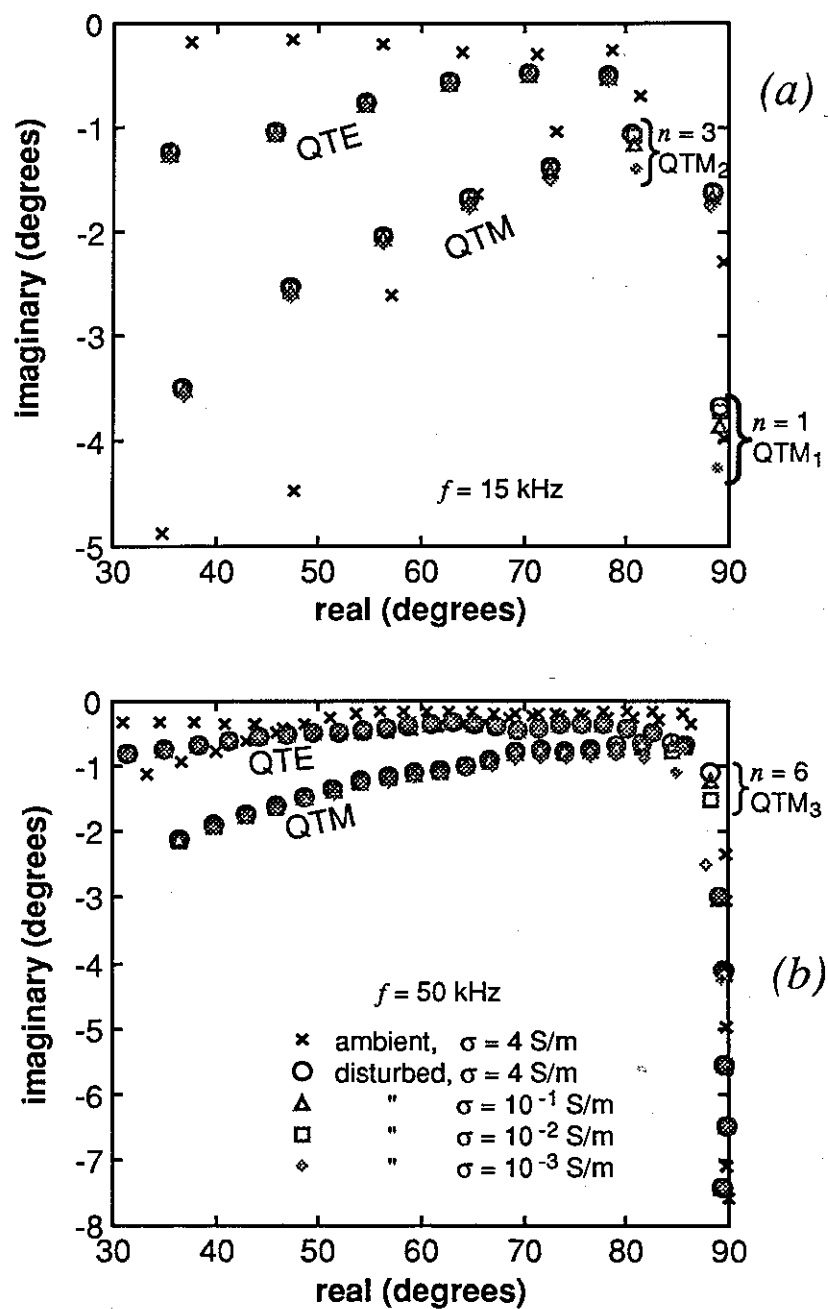 0
-1
-2
-3
-4
-5
imaginary (degrees)
QTE
QTM
n = 3
QTM2
n = 1
QTM1
f = 15 kHz
(a)
30 40 50 60 70 80 90
real (degrees)
0
-1
-2
-3
-4
-5
-6
-7
-8
imaginary (degrees)
QTE
QTM
n = 6
QTM3
(b)
f = 50 kHz
ambient, σ = 4 S/m
disturbed, σ = 4 S/m
" σ = 10-1 S/m
" σ = 10-2 S/m
" σ = 10-3 S/m
30 40 50 60 70 80 90
real (degrees)